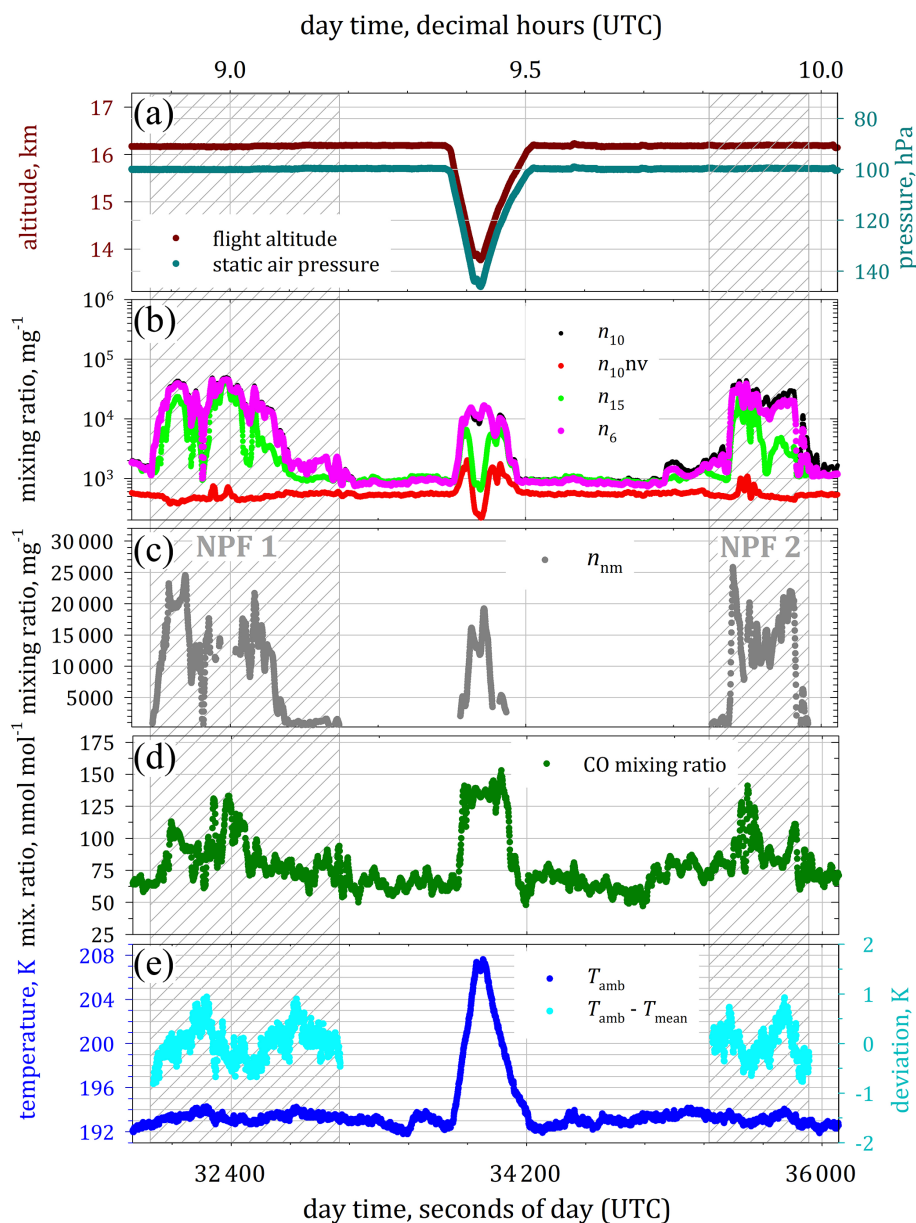 day time, decimal hours (UTC)
9.0 9.5 10.0
(a)
17
16
15
14
altitude, km
80
100
120
140
pressure, hPa
flight altitude
static air pressure
(b)
10⁶
10⁵
10⁴
10³
mixing ratio, mg⁻¹
n₁₀
n₁₀nv
n₁₅
n₆
(c)
NPF 1 NPF 2
30 000
25 000
20 000
15 000
10 000
5000
mixing ratio, mg⁻¹
nₙₘ
(d)
175
150
125
100
75
50
25
mix. ratio, nmol mol⁻¹
CO mixing ratio
(e)
208
204
200
196
192
temperature, K
2
1
0
-1
-2
deviation, K
T_amb
T_amb - T_mean
32 400 34 200 36 000
day time, seconds of day (UTC)